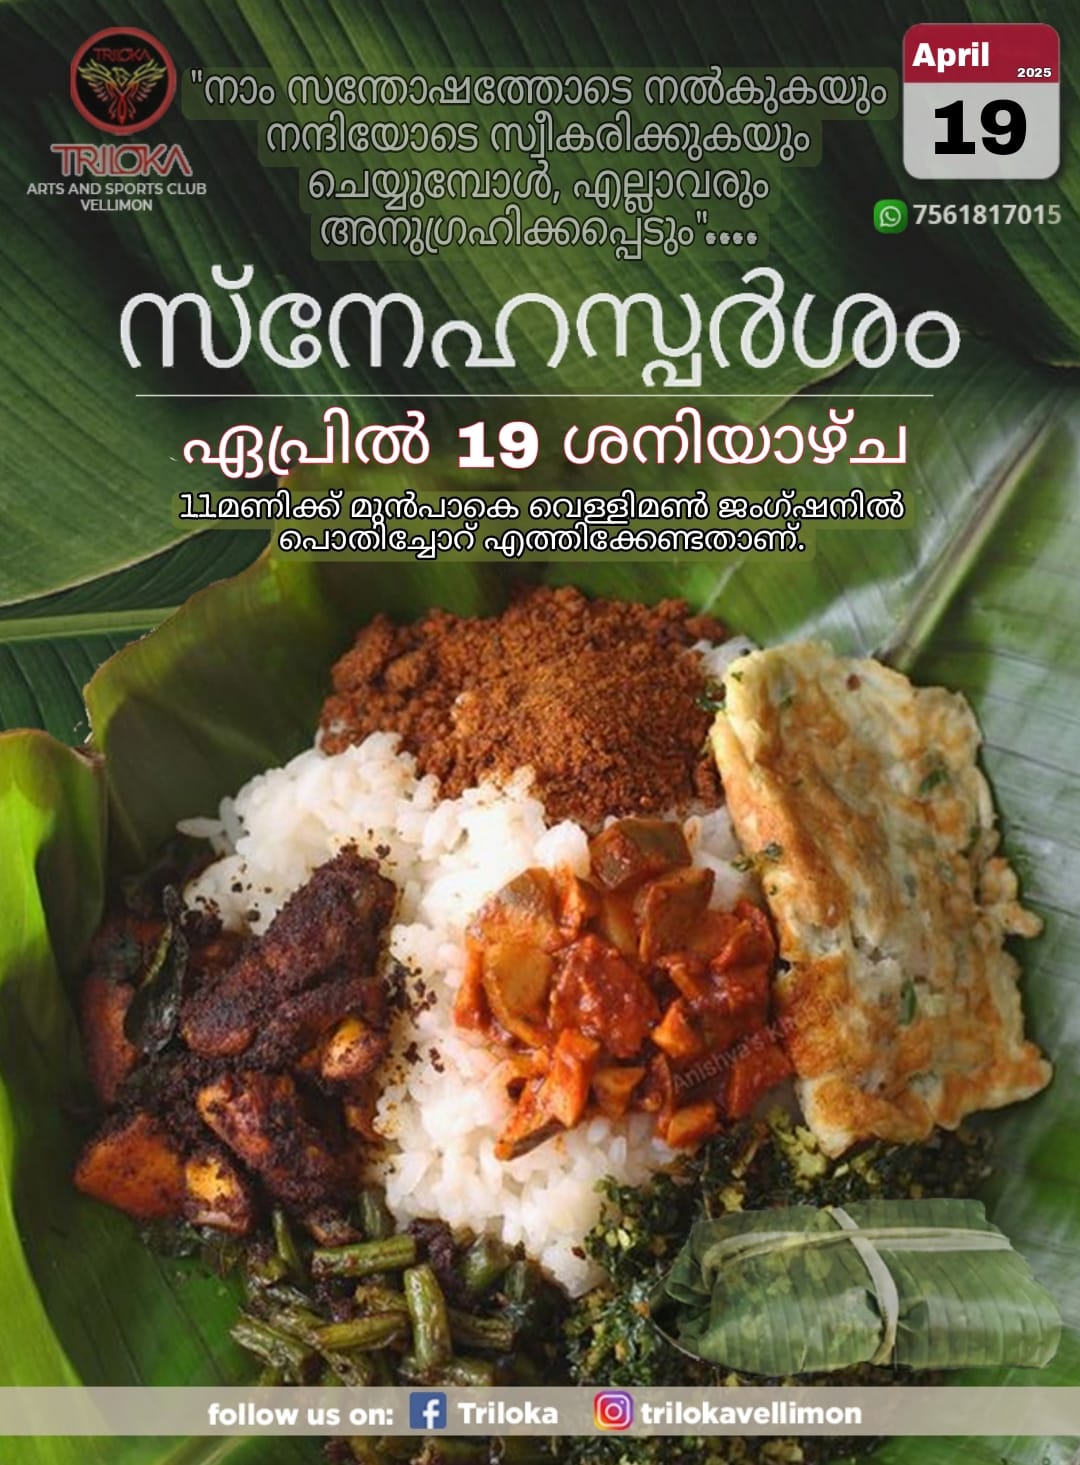 TRILOKA
TRILOKA
ARTS AND SPORTS CLUB
VELLIMON
"നാം സന്തോഷത്തോടെ നൽകുകയും
നന്ദിയോടെ സ്വീകരിക്കുകയും
ചെയ്യുമ്പോൾ, എല്ലാവരും
അനുഗ്രഹിക്കപ്പെടും"....
April
2025
19
7561817015
സ്നേഹസ്പർശം
ഏപ്രിൽ 19 ശനിയാഴ്ച
11മണിക്ക് മുൻപാകെ വെള്ളിമൺ ജംഗ്ഷനിൽ
പൊതിച്ചോറ് എത്തിക്കേണ്ടതാണ്.
Anishya's kitchen
follow us on: Triloka trilokavellimon